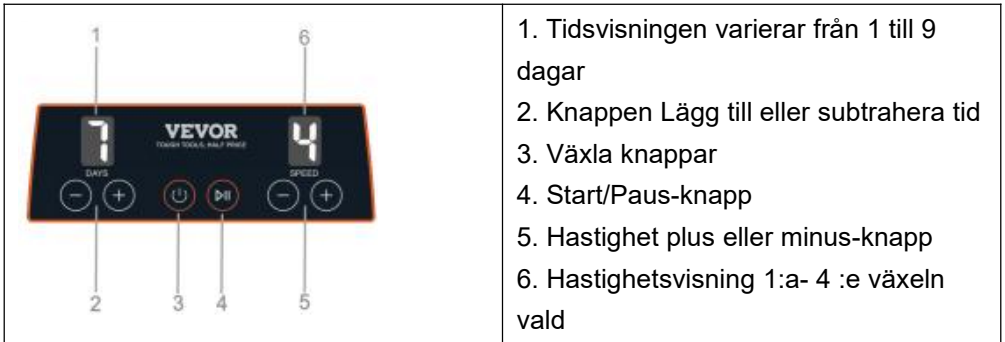 1
6
7
VEVOR
TOUGH TOOLS, HALF PRICE
4
DAYS
SPEED
2
3
4
5
1. Tidsvisningen varierar från 1 till 9
dagar
2. Knappen Lägg till eller subtrahera tid
3. Växla knappar
4. Start/Paus-knapp
5. Hastighet plus eller minus-knapp
6. Hastighetsvisning 1:a- 4 :e växeln
vald